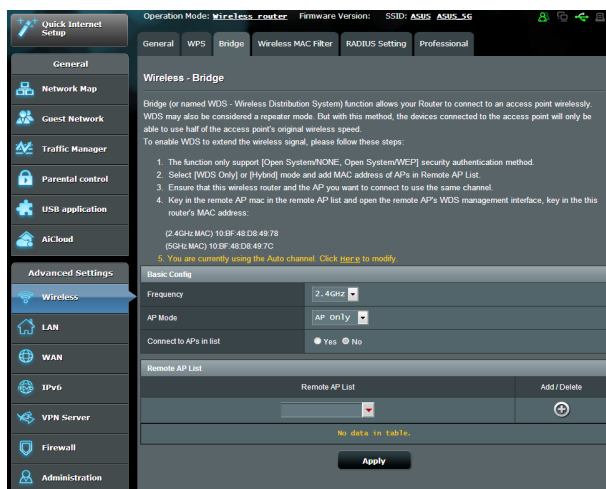 Quick Internet
Setup
Operation Mode: Wireless router Firmware Version: SSID: ASUS ASUS_5G
General WPS Bridge Wireless MAC Filter RADIUS Setting Professional
General
Network Map
Guest Network
Traffic Manager
Parental control
USB application
AiCloud
Advanced Settings
Wireless
LAN
WAN
IPv6
VPN Server
Firewall
Administration
Wireless - Bridge
Bridge (or named WDS - Wireless Distribution System) function allows your Router to connect to an access point wirelessly.
WDS may also be considered a repeater mode. But with this method, the devices connected to the access point will only be
able to use half of the access point's original wireless speed.
To enable WDS to extend the wireless signal, please follow these steps:
1. The function only support [Open System/NONE, Open System/WEP] security authentication method.
2. Select [WDS Only] or [Hybrid] mode and add MAC address of APs in Remote AP List.
3. Ensure that this wireless router and the AP you want to connect to use the same channel.
4. Key in the remote AP mac in the remote AP list and open the remote AP's WDS management interface, key in the this
router's MAC address:
(2.4GHz MAC) 10:BF:48:D8:49:78
(5GHz MAC) 10:BF:48:D8:49:7C
5. You are currently using the Auto channel. Click Here to modify.
Basic Config
Frequency 2.4GHz
AP Mode AP Only
Connect to APs in list Yes No
Remote AP List
Remote AP List Add / Delete
No data in table.
Apply